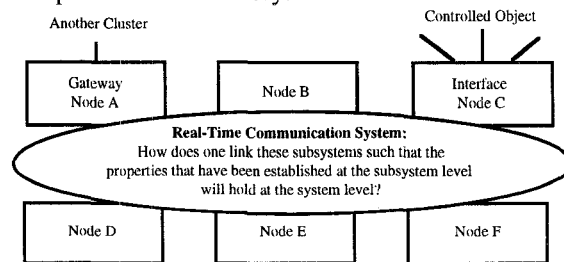 Another Cluster
Controlled Object
Gateway
Node A
Node B
Interface
Node C
Real-Time Communication System:
How does one link these subsystems such that the
properties that have been established at the subsystem level
will hold at the system level?
Node D
Node E
Node F